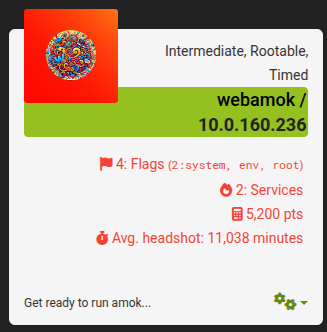 Intermediate, Rootable,
Timed
webamok /
10.0.160.236
4: Flags (2:system, env, root)
2: Services
5,200 pts
Avg. headshot: 11,038 minutes
Get ready to run amok...